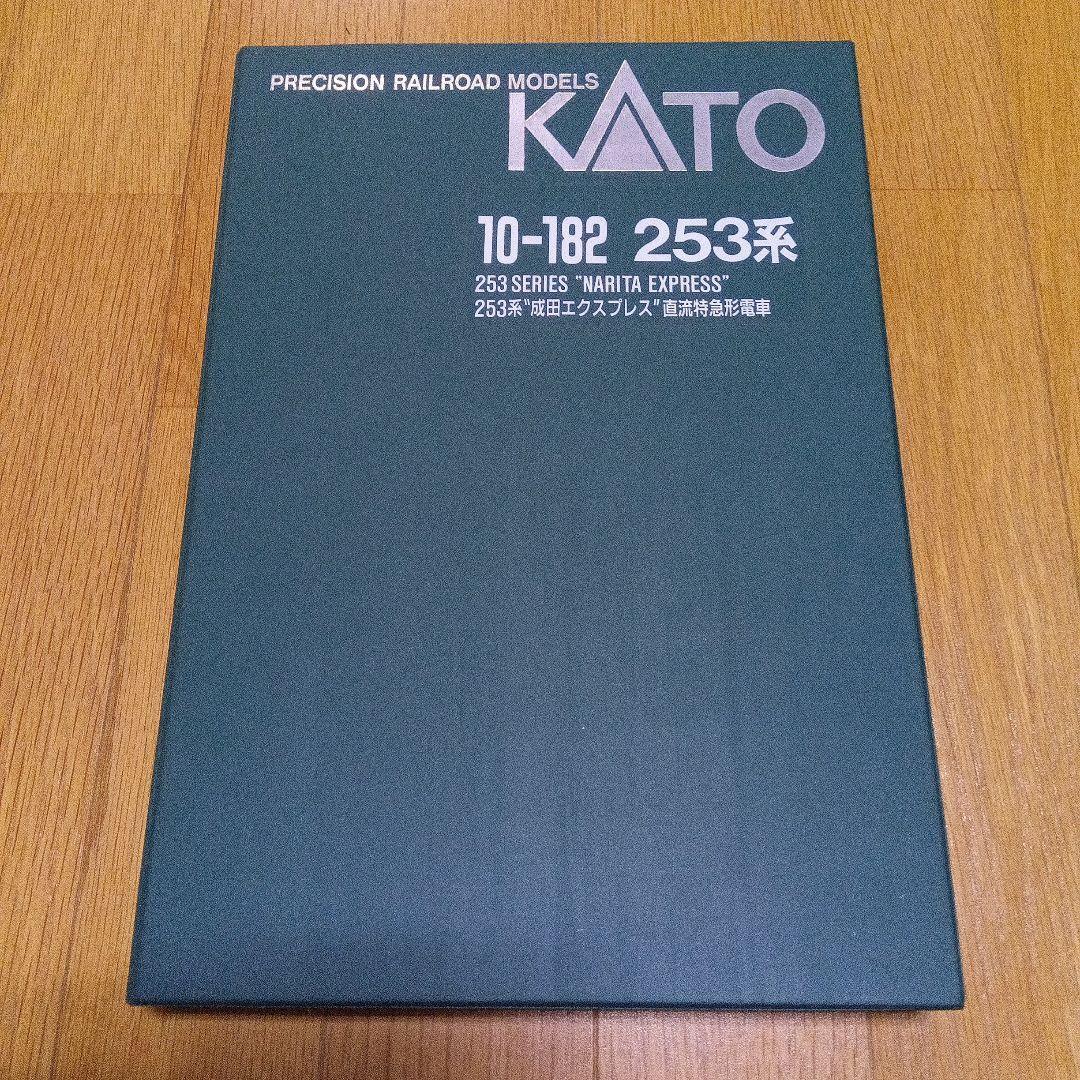 PRECISION RAILROAD MODELS
KATO
10-182 253系
253 SERIES "NARITA EXPRESS"
253系"成田エクスプレス"直流特急形電車